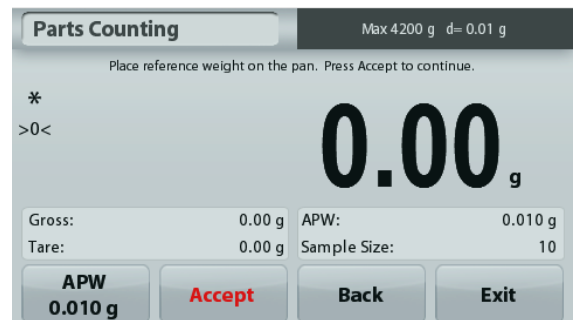 Parts Counting
Max 4200 g d= 0.01 g
Place reference weight on the pan. Press Accept to continue.
*
>0<
0.00 g
Gross: 0.00 g APW: 0.010 g
Tare: 0.00 g Sample Size: 10
APW
0.010 g
Accept
Back
Exit